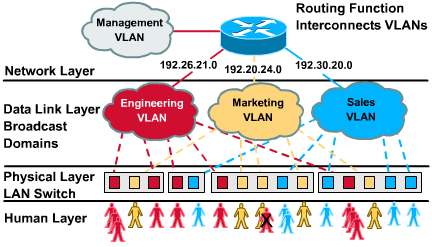 Management
VLAN
Routing Function
Interconnects VLANs
192.26.21.0
192.20.24.0
192.30.20.0
Network Layer
Data Link Layer
Broadcast
Domains
Engineering
VLAN
Marketing
VLAN
Sales
VLAN
Physical Layer
LAN Switch
Human Layer